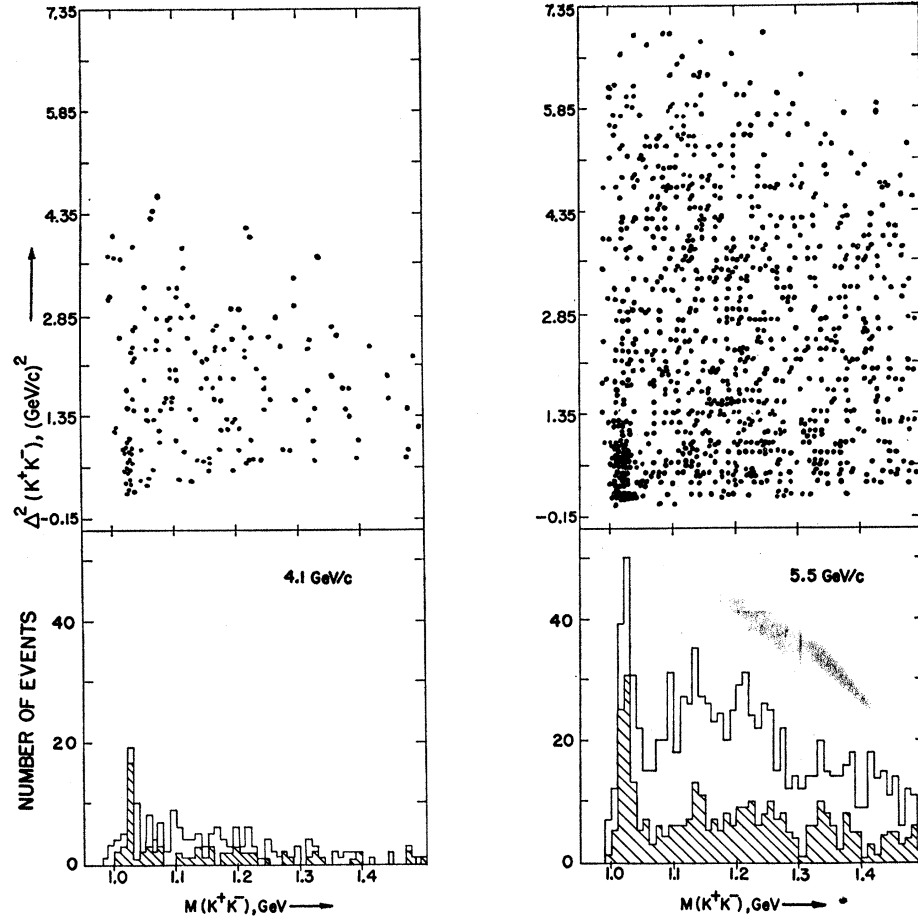 7.35
5.85
4.35
2.85
1.35
-0.15
Δ² (K⁺K⁻), (GeV/c)²
4.1 GeV/c
40
20
0
NUMBER OF EVENTS
1.0 1.1 1.2 1.3 1.4
M(K⁺K⁻), GeV
7.35
5.85
4.35
2.85
1.35
-0.15
5.5 GeV/c
40
20
0
1.0 1.1 1.2 1.3 1.4
M(K⁺K⁻), GeV